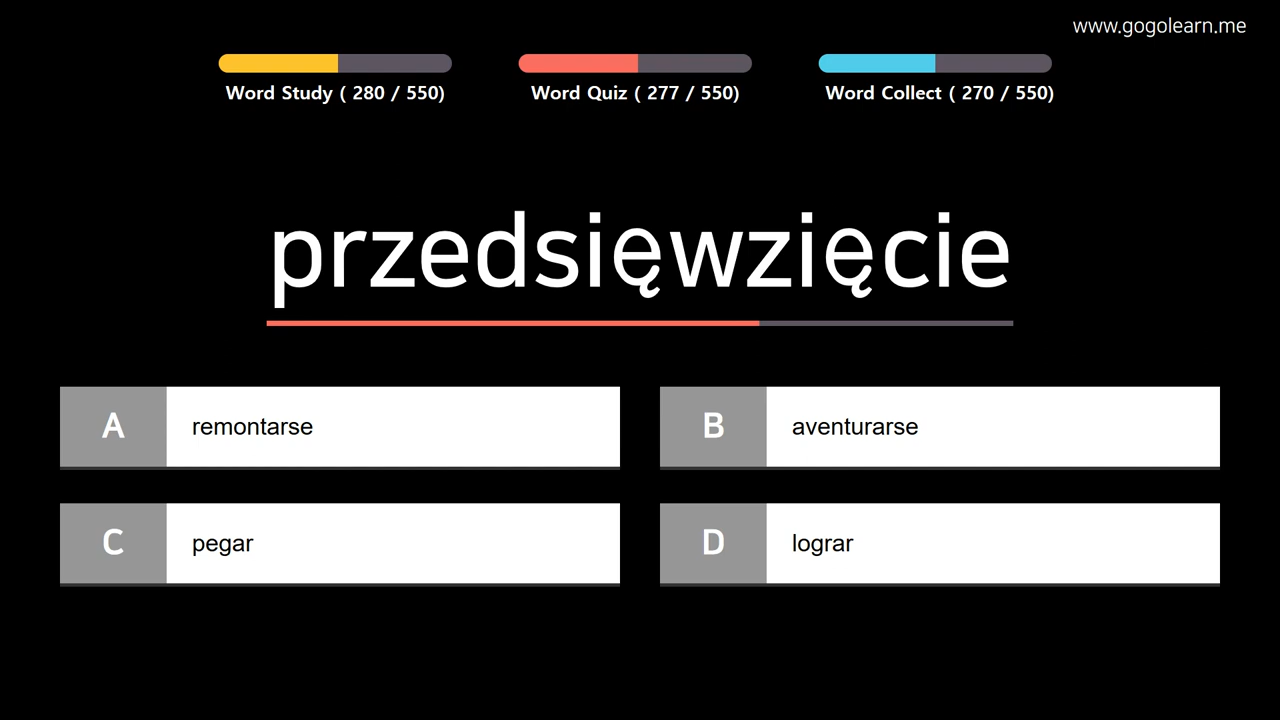 www.gogolearn.me
Word Study ( 280 / 550)
Word Quiz ( 277 / 550)
Word Collect ( 270 / 550)
przedsięwzięcie
A remontarse
B aventurarse
C pegar
D lograr